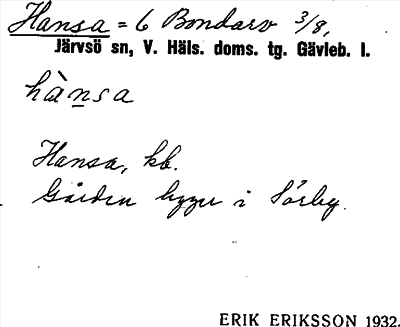 Hansa = 6 Bondarv 3/8,
Järvsö sn, V. Häls. doms. tg. Gävleb. l.
hànsa
Hansa, kb.
Gården ligger i Sörby.
ERIK ERIKSSON 1932.